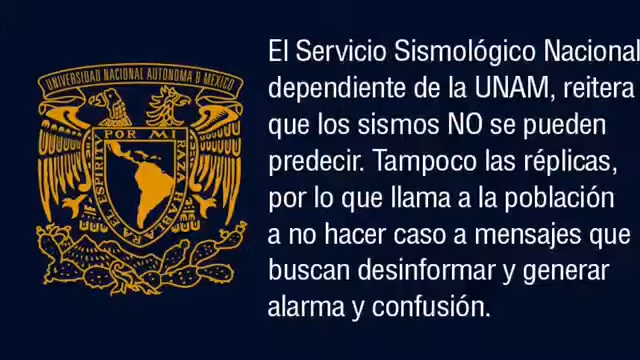 UNIVERSIDAD NACIONAL AUTONOMA D MEXICO
POR MI RAZA HABLARA EL ESPIRITU
El Servicio Sismológico Nacional
dependiente de la UNAM, reitera
que los sismos NO se pueden
predecir. Tampoco las réplicas,
por lo que llama a la población
a no hacer caso a mensajes que
buscan desinformar y generar
alarma y confusión.